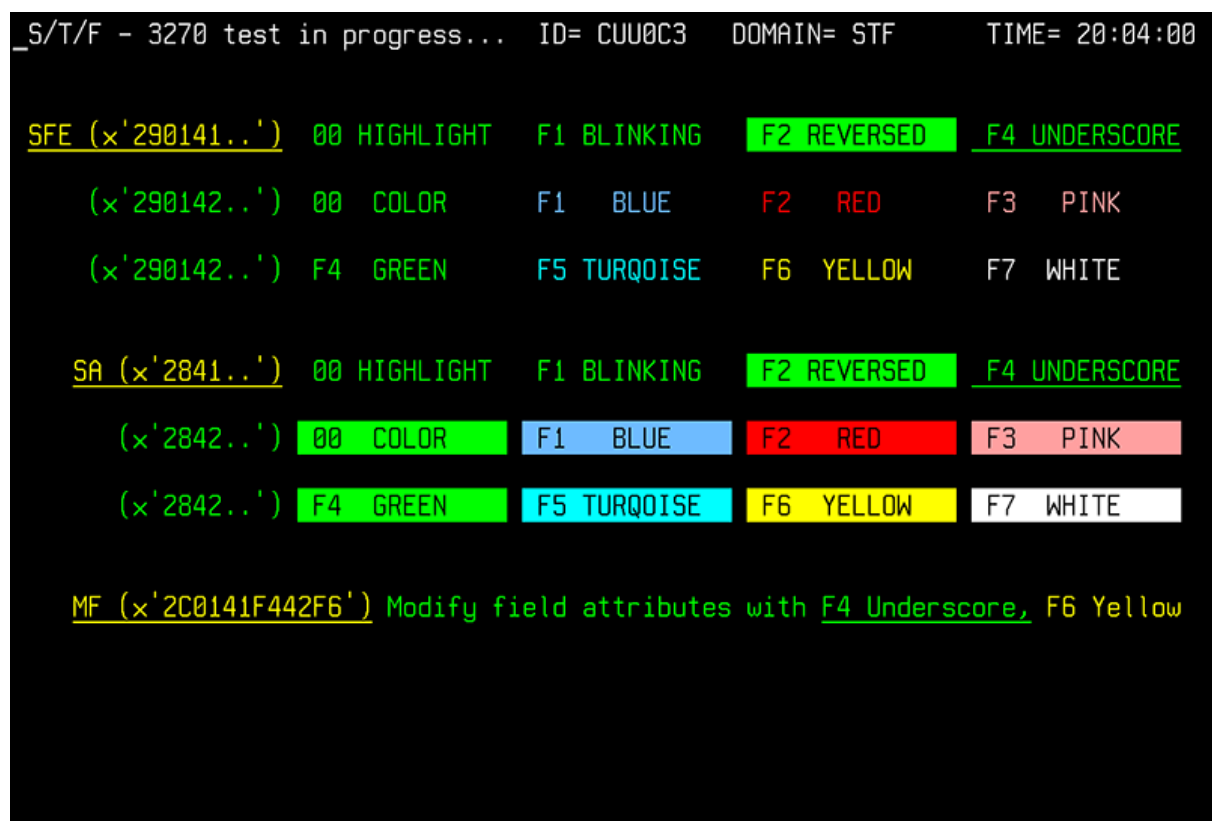 _S/T/F - 3270 test in progress... ID= CUU0C3 DOMAIN= STF TIME= 20:04:00
SFE (x'290141..') 00 HIGHLIGHT F1 BLINKING F2 REVERSED F4 UNDERSCORE
(x'290142..') 00 COLOR F1 BLUE F2 RED F3 PINK
(x'290142..') F4 GREEN F5 TURQOISE F6 YELLOW F7 WHITE
SA (x'2841..') 00 HIGHLIGHT F1 BLINKING F2 REVERSED F4 UNDERSCORE
(x'2842..') 00 COLOR F1 BLUE F2 RED F3 PINK
(x'2842..') F4 GREEN F5 TURQOISE F6 YELLOW F7 WHITE
MF (x'2C0141F442F6') Modify field attributes with F4 Underscore, F6 Yellow